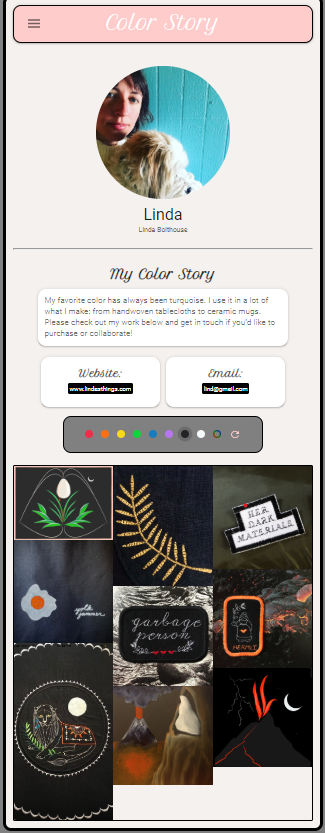 Color Story
Linda
Linda Bolthouse
My Color Story
My favorite color has always been turquoise. I use it in a lot of
what I make: from handwoven tablecloths to ceramic mugs.
Please check out my work below and get in touch if you'd like to
purchase or collaborate!
Website:
www.lindasthings.com
Email:
lind@gmail.com
HER
DARK
MATERIALS
yolk
garbage
person
HERMIT